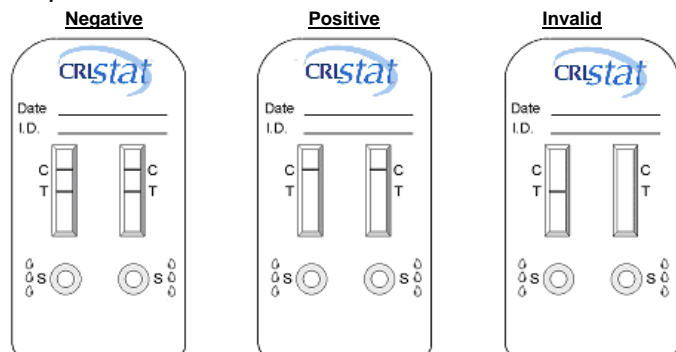 Negative Positive Invalid
CRIstat CRIstat CRIstat
Date Date Date
I.D. I.D. I.D.
C C C C C C
T T T T T T
S S S S S S